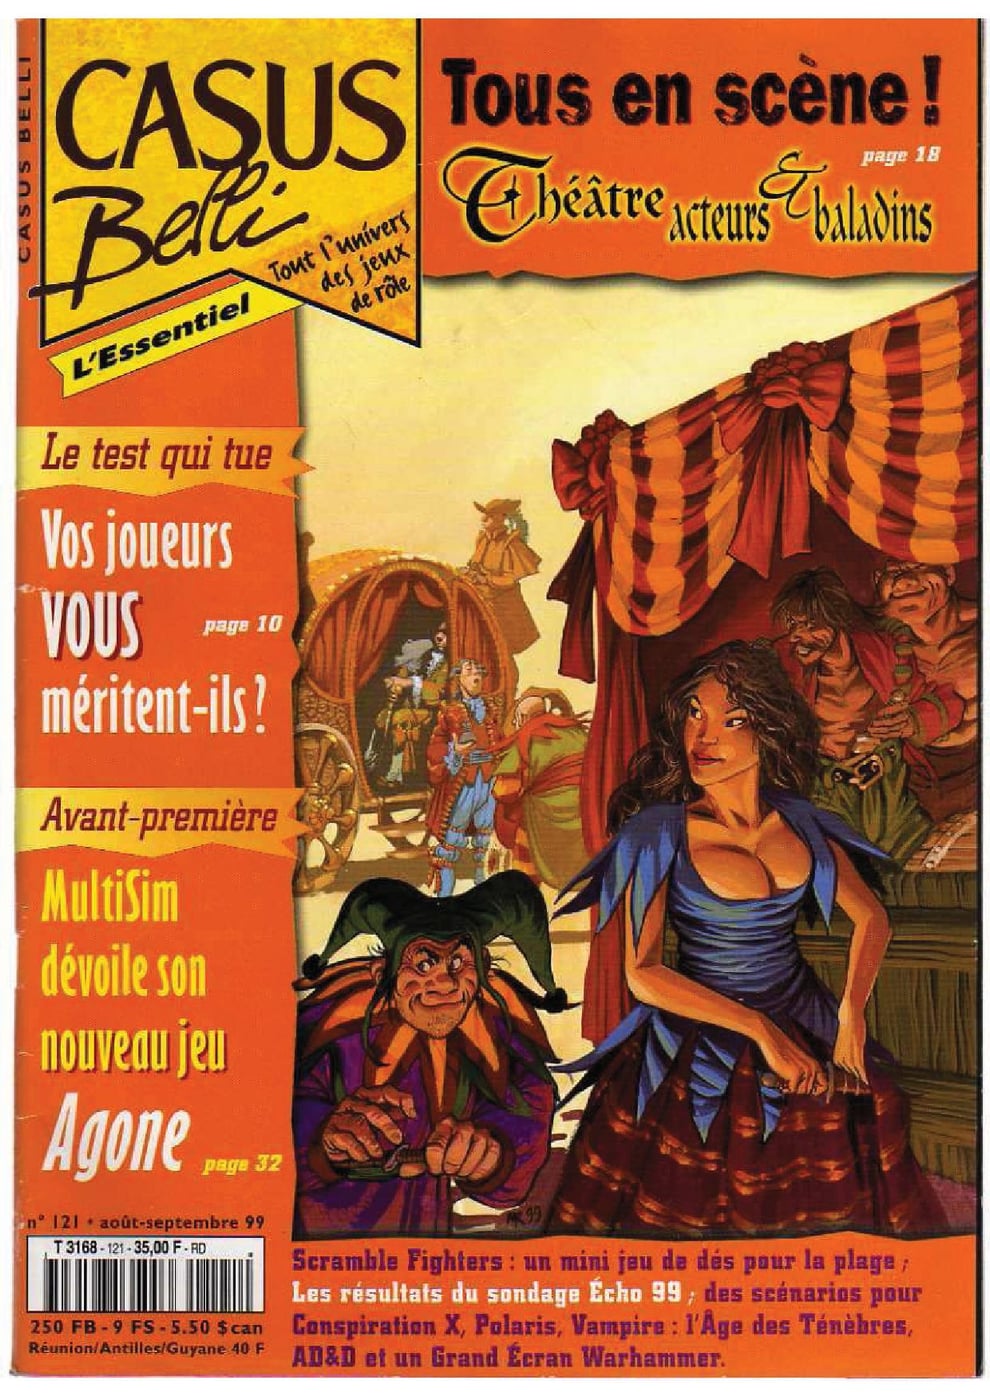 CASUS BELLI
CASUS
Belli
Tout l'univers
des jeux
de rôle
L'Essentiel
Tous en scène !
page 18
Théâtre
acteurs & baladins
Le test qui tue
Vos joueurs
VOUS
page 10
méritent-ils ?
Avant-première
MultiSim
dévoile son
nouveau jeu
Agone
page 32
n° 121 • août-septembre 99
T 3168 - 121 - 35,00 F - RD
250 FB - 9 FS - 5.50 $ can
Réunion/Antilles/Guyane 40 F
99
Scramble Fighters : un mini jeu de dés pour la plage ;
Les résultats du sondage Écho 99 ; des scénarios pour
Conspiration X, Polaris, Vampire : l'Âge des Ténèbres,
AD&D et un Grand Écran Warhammer.